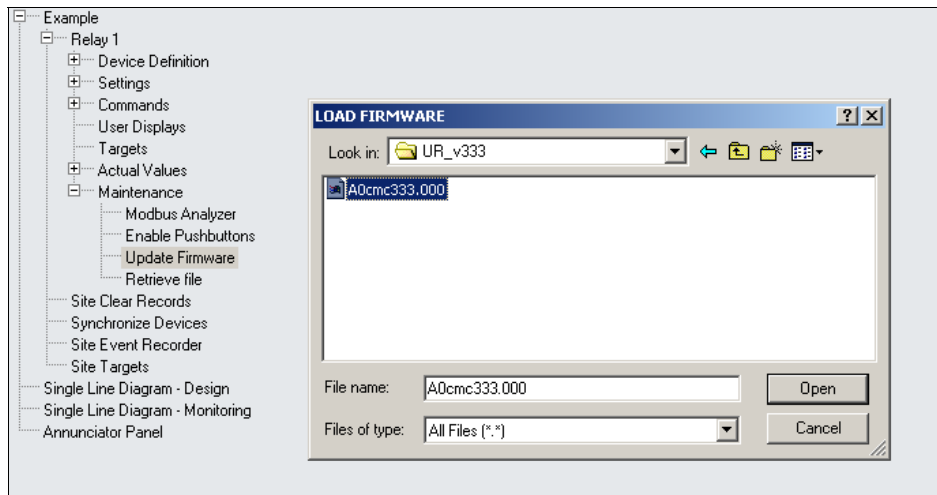 Example
Relay 1
Device Definition
Settings
Commands
User Displays
Targets
Actual Values
Maintenance
Modbus Analyzer
Enable Pushbuttons
Update Firmware
Retrieve file
Site Clear Records
Synchronize Devices
Site Event Recorder
Site Targets
Single Line Diagram - Design
Single Line Diagram - Monitoring
Annunciator Panel
LOAD FIRMWARE
Look in: UR_v333
A0cmc333.000
File name: A0cmc333.000 Open
Files of type: All Files (*.*) Cancel